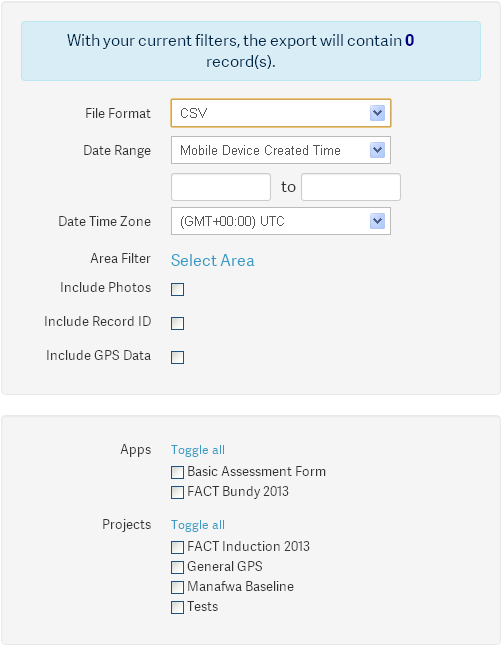 With your current filters, the export will contain 0
record(s).
File Format CSV
Date Range Mobile Device Created Time
to
Date Time Zone (GMT+00:00) UTC
Area Filter Select Area
Include Photos
Include Record ID
Include GPS Data
Apps Toggle all
Basic Assessment Form
FACT Bundy 2013
Projects Toggle all
FACT Induction 2013
General GPS
Manafwa Baseline
Tests